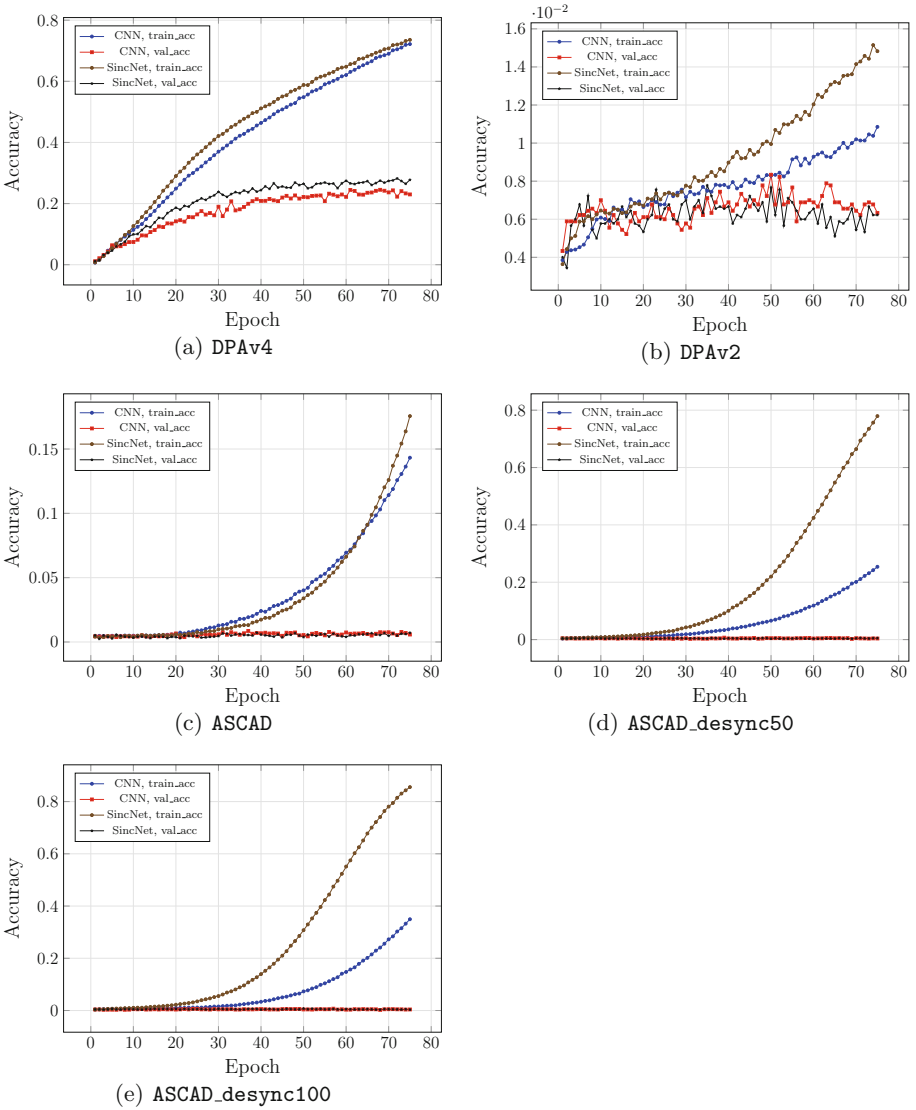 CNN, train_acc
CNN, val_acc
SincNet, train_acc
SincNet, val_acc
0.8
0.6
0.4
0.2
0
Accuracy
0 10 20 30 40 50 60 70 80
Epoch
(a) DPAv4
·10−2
CNN, train_acc
CNN, val_acc
SincNet, train_acc
SincNet, val_acc
1.6
1.4
1.2
1
0.8
0.6
0.4
Accuracy
0 10 20 30 40 50 60 70 80
Epoch
(b) DPAv2
CNN, train_acc
CNN, val_acc
SincNet, train_acc
SincNet, val_acc
0.15
0.1
0.05
0
Accuracy
0 10 20 30 40 50 60 70 80
Epoch
(c) ASCAD
CNN, train_acc
CNN, val_acc
SincNet, train_acc
SincNet, val_acc
0.8
0.6
0.4
0.2
0
Accuracy
0 10 20 30 40 50 60 70 80
Epoch
(d) ASCAD_desync50
CNN, train_acc
CNN, val_acc
SincNet, train_acc
SincNet, val_acc
0.8
0.6
0.4
0.2
0
Accuracy
0 10 20 30 40 50 60 70 80
Epoch
(e) ASCAD_desync100